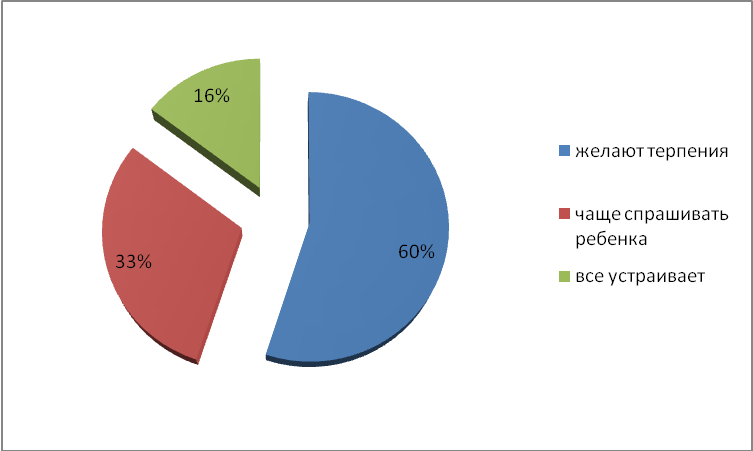 16%
33%
60%
желают терпения
чаще спрашивать
ребенка
все устраивает